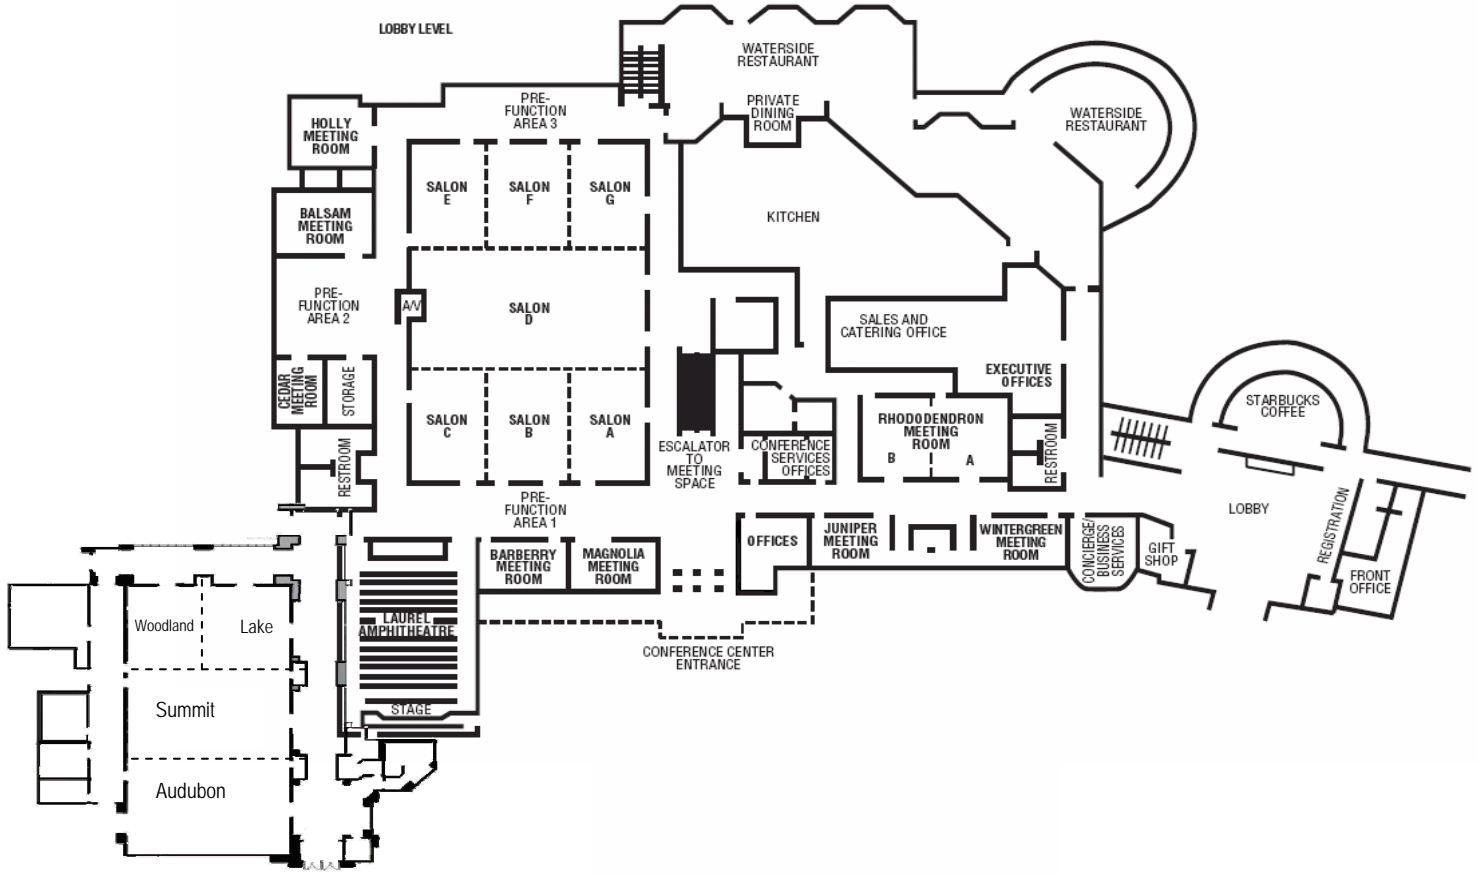 LOBBY LEVEL
WATERSIDE
RESTAURANT
PRE-
FUNCTION
AREA 3
PRIVATE
DINING
ROOM
WATERSIDE
RESTAURANT
HOLLY
MEETING
ROOM
SALON
E
SALON
F
SALON
G
BALSAM
MEETING
ROOM
KITCHEN
PRE-
FUNCTION
AREA 2
A/V
SALON
D
SALES AND
CATERING OFFICE
EXECUTIVE
OFFICES
CEDAR
MEETING
ROOM
STORAGE
SALON
C
SALON
B
SALON
A
STARBUCKS
COFFEE
RHODODENDRON
MEETING
ROOM
B
A
RESTROOM
ESCALATOR
TO
MEETING
SPACE
CONFERENCE
SERVICES
OFFICES
RESTROOM
PRE-
FUNCTION
AREA 1
LOBBY
REGISTRATION
OFFICES
JUNIPER
MEETING
ROOM
WINTERGREEN
MEETING
ROOM
CONCIERGE/
BUSINESS
SERVICES
GIFT
SHOP
FRONT
OFFICE
BARBERRY
MEETING
ROOM
MAGNOLIA
MEETING
ROOM
LAUREL
AMPHITHEATRE
Woodland
Lake
CONFERENCE CENTER
ENTRANCE
Summit
STAGE
Audubon